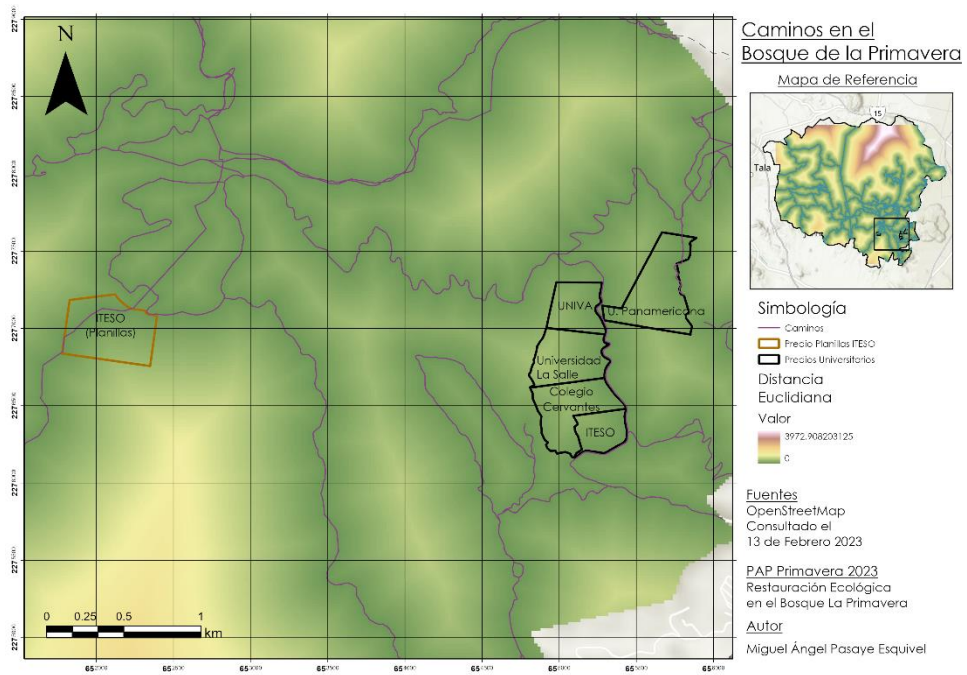 N
ITESO
(Planillas)
UNIVA
U. Panamericana
Universidad
La Salle
Colegio
Cervantes
ITESO
0 0.25 0.5 1
km
Caminos en el
Bosque de la Primavera
Mapa de Referencia
15
Tala
Simbología
Caminos
Precio Planillas ITESO
Precios Universitarios
Distancia
Euclidiana
Valor
3972.908203125
0
Fuentes
OpenStreetMap
Consultado el
13 de Febrero 2023
PAP Primavera 2023
Restauración Ecológica
en el Bosque La Primavera
Autor
Miguel Ángel Pasaye Esquivel